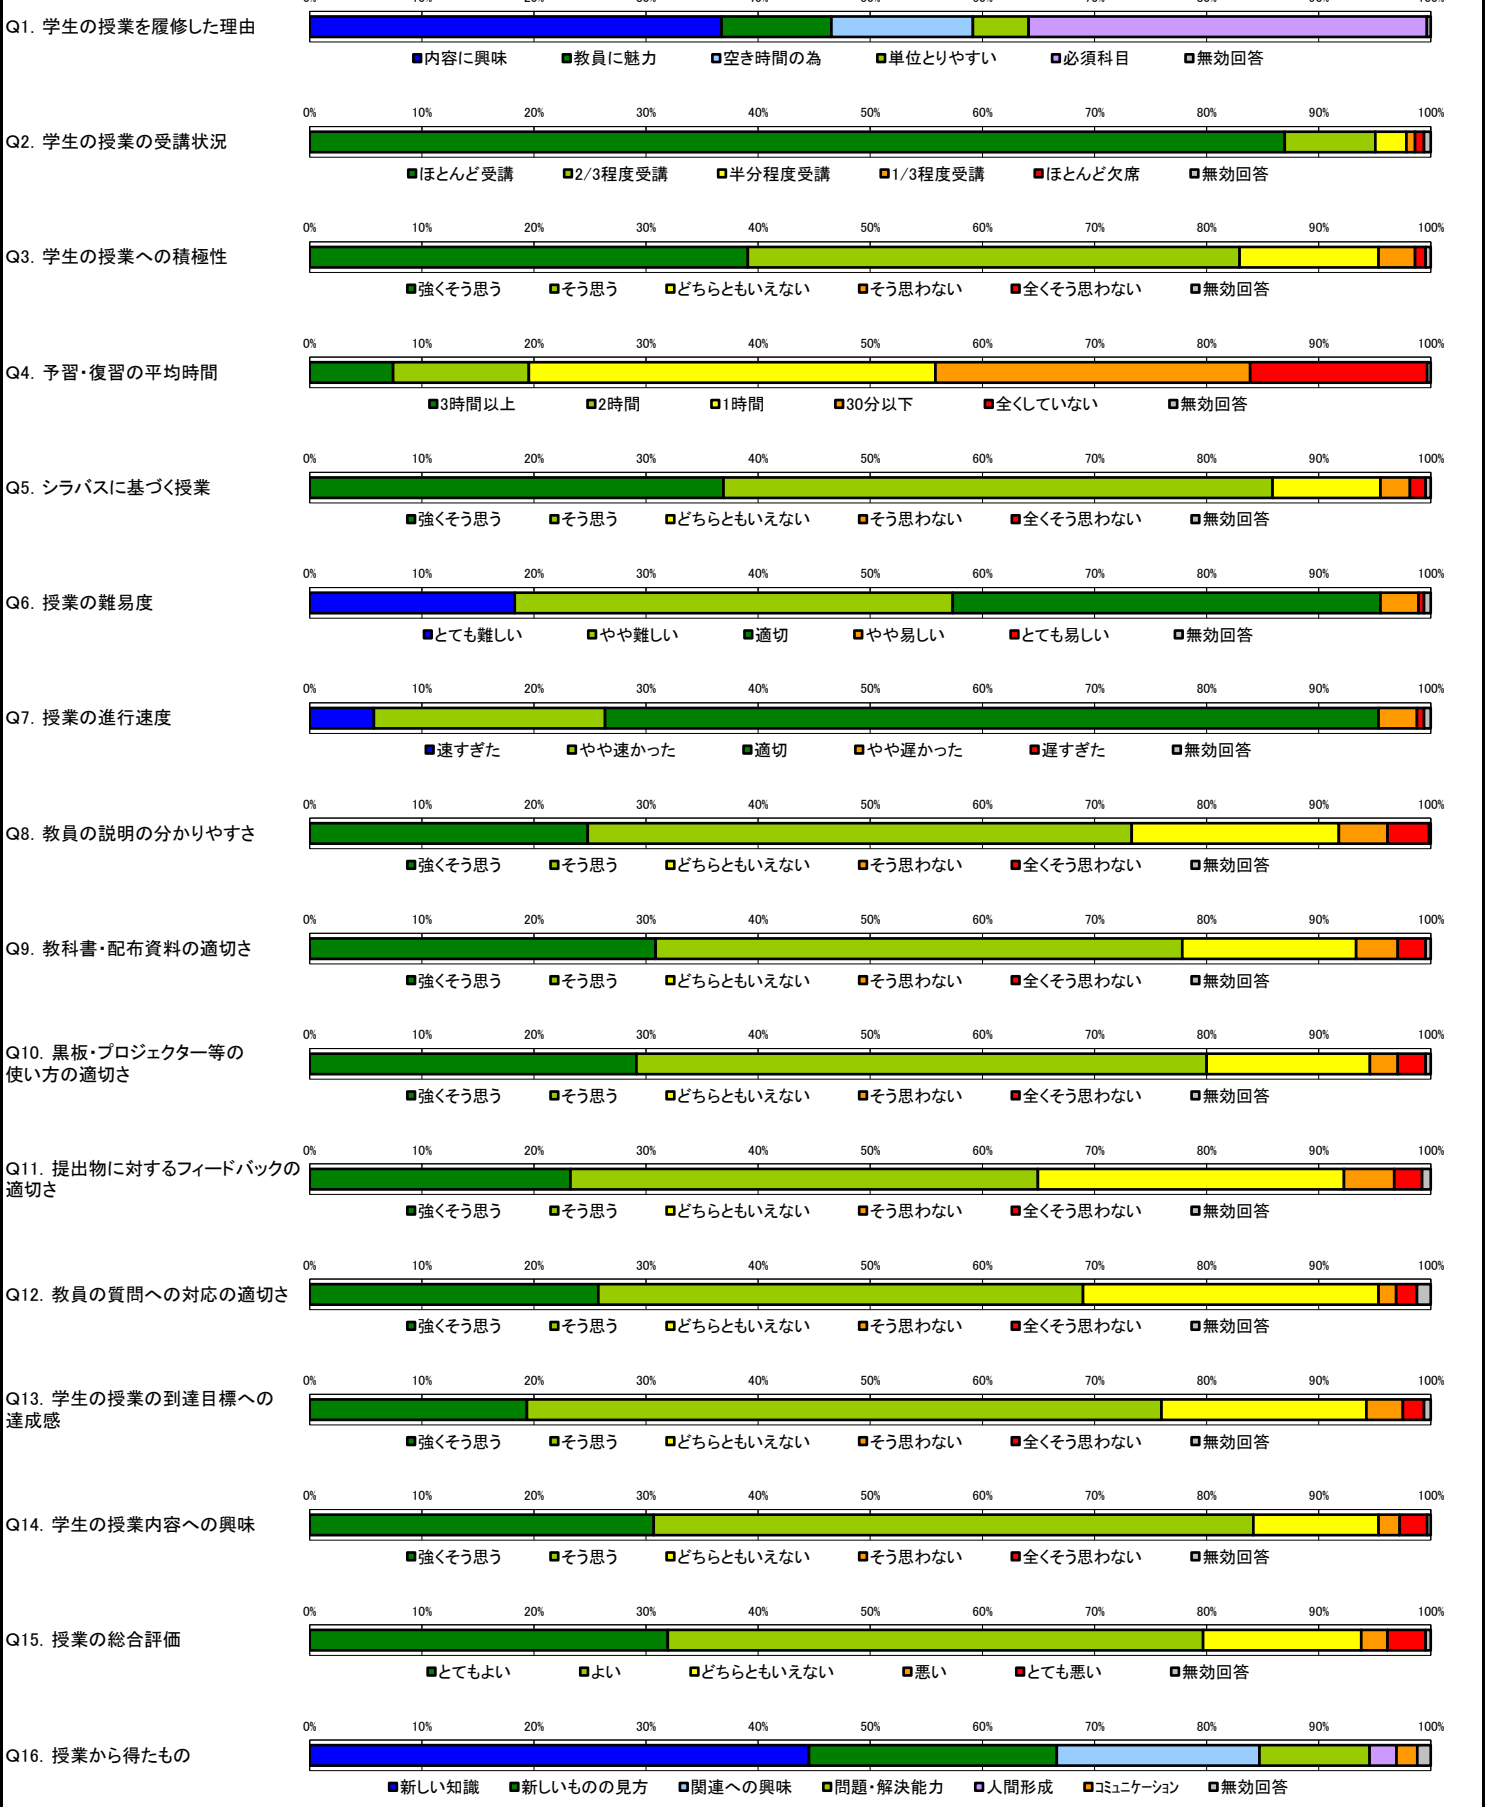 Q1. 学生の授業を履修した理由
■内容に興味 ■教員に魅力 ■空き時間の為 ■単位とりやすい ■必須科目 ■無効回答
0% 10% 20% 30% 40% 50% 60% 70% 80% 90% 100%
Q2. 学生の授業の受講状況
■ほとんど受講 ■2/3程度受講 ■半分程度受講 ■1/3程度受講 ■ほとんど欠席 ■無効回答
0% 10% 20% 30% 40% 50% 60% 70% 80% 90% 100%
Q3. 学生の授業への積極性
■強くそう思う ■そう思う ■どちらともいえない ■そう思わない ■全くそう思わない ■無効回答
0% 10% 20% 30% 40% 50% 60% 70% 80% 90% 100%
Q4. 予習・復習の平均時間
■3時間以上 ■2時間 ■1時間 ■30分以下 ■全くしていない ■無効回答
0% 10% 20% 30% 40% 50% 60% 70% 80% 90% 100%
Q5. シラバスに基づく授業
■強くそう思う ■そう思う ■どちらともいえない ■そう思わない ■全くそう思わない ■無効回答
0% 10% 20% 30% 40% 50% 60% 70% 80% 90% 100%
Q6. 授業の難易度
■とても難しい ■やや難しい ■適切 ■やや易しい ■とても易しい ■無効回答
0% 10% 20% 30% 40% 50% 60% 70% 80% 90% 100%
Q7. 授業の進行速度
■速すぎた ■やや速かった ■適切 ■やや遅かった ■遅すぎた ■無効回答
0% 10% 20% 30% 40% 50% 60% 70% 80% 90% 100%
Q8. 教員の説明の分かりやすさ
■強くそう思う ■そう思う ■どちらともいえない ■そう思わない ■全くそう思わない ■無効回答
0% 10% 20% 30% 40% 50% 60% 70% 80% 90% 100%
Q9. 教科書・配布資料の適切さ
■強くそう思う ■そう思う ■どちらともいえない ■そう思わない ■全くそう思わない ■無効回答
0% 10% 20% 30% 40% 50% 60% 70% 80% 90% 100%
Q10. 黒板・プロジェクター等の
使い方の適切さ
■強くそう思う ■そう思う ■どちらともいえない ■そう思わない ■全くそう思わない ■無効回答
0% 10% 20% 30% 40% 50% 60% 70% 80% 90% 100%
Q11. 提出物に対するフィードバックの
適切さ
■強くそう思う ■そう思う ■どちらともいえない ■そう思わない ■全くそう思わない ■無効回答
0% 10% 20% 30% 40% 50% 60% 70% 80% 90% 100%
Q12. 教員の質問への対応の適切さ
■強くそう思う ■そう思う ■どちらともいえない ■そう思わない ■全くそう思わない ■無効回答
0% 10% 20% 30% 40% 50% 60% 70% 80% 90% 100%
Q13. 学生の授業の到達目標への
達成感
■強くそう思う ■そう思う ■どちらともいえない ■そう思わない ■全くそう思わない ■無効回答
0% 10% 20% 30% 40% 50% 60% 70% 80% 90% 100%
Q14. 学生の授業内容への興味
■強くそう思う ■そう思う ■どちらともいえない ■そう思わない ■全くそう思わない ■無効回答
0% 10% 20% 30% 40% 50% 60% 70% 80% 90% 100%
Q15. 授業の総合評価
■とてもよい ■よい ■どちらともいえない ■悪い ■とても悪い ■無効回答
0% 10% 20% 30% 40% 50% 60% 70% 80% 90% 100%
Q16. 授業から得たもの
■新しい知識 ■新しいものの見方 ■関連への興味 ■問題・解決能力 ■人間形成 ■コミュニケーション ■無効回答